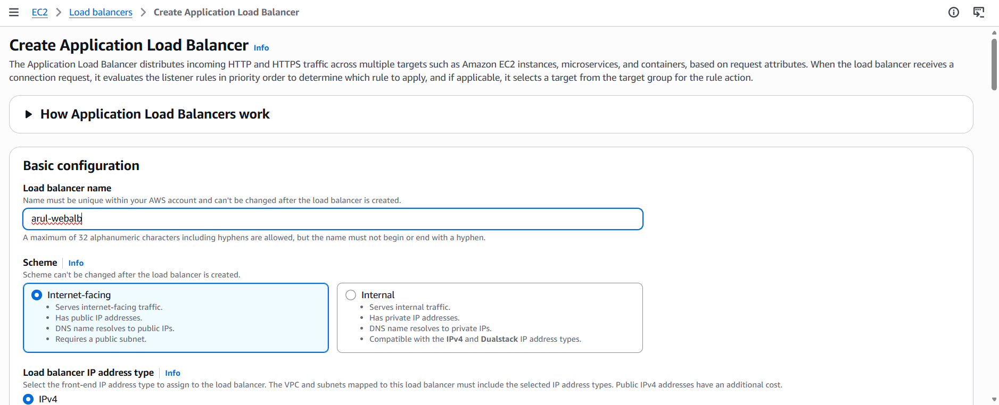 EC2 > Load balancers > Create Application Load Balancer
Create Application Load Balancer Info
The Application Load Balancer distributes incoming HTTP and HTTPS traffic across multiple targets such as Amazon EC2 instances, microservices, and containers, based on request attributes. When the load balancer receives a
connection request, it evaluates the listener rules in priority order to determine which rule to apply, and if applicable, it selects a target from the target group for the rule action.
How Application Load Balancers work
Basic configuration
Load balancer name
Name must be unique within your AWS account and can't be changed after the load balancer is created.
arul-webalb
A maximum of 32 alphanumeric characters including hyphens are allowed, but the name must not begin or end with a hyphen.
Scheme Info
Scheme can't be changed after the load balancer is created.
Internet-facing
• Serves internet-facing traffic.
• Has public IP addresses.
• DNS name resolves to public IPs.
• Requires a public subnet.
Internal
• Serves internal traffic.
• Has private IP addresses.
• DNS name resolves to private IPs.
• Compatible with the IPv4 and Dualstack IP address types.
Load balancer IP address type Info
Select the front-end IP address type to assign to the load balancer. The VPC and subnets mapped to this load balancer must include the selected IP address types. Public IPv4 addresses have an additional cost.
IPv4